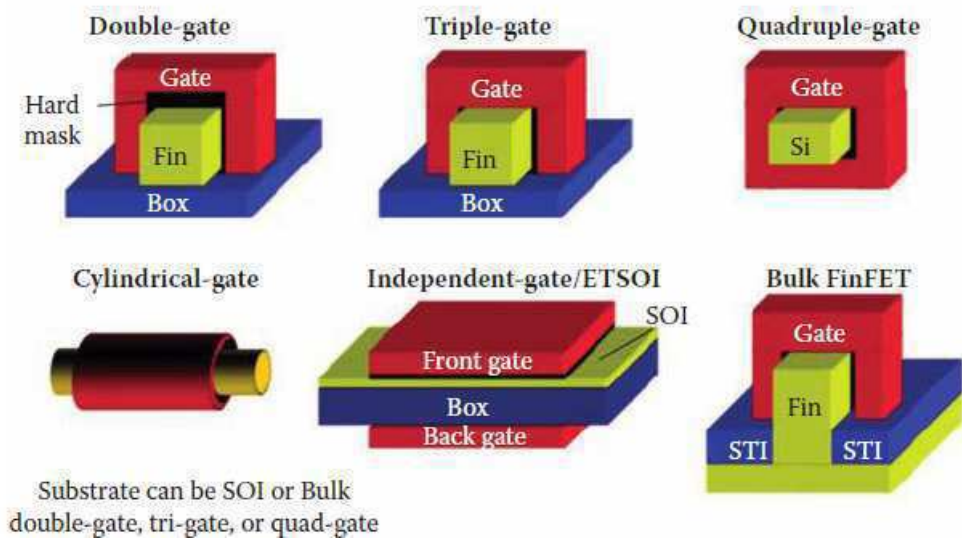 Double-gate
Triple-gate
Quadruple-gate
Gate
Hard
mask
Fin
Box
Gate
Fin
Box
Gate
Si
Cylindrical-gate
Independent-gate/ETSOI
Bulk FinFET
SOI
Front gate
Box
Back gate
Gate
Fin
STI
STI
Substrate can be SOI or Bulk
double-gate, tri-gate, or quad-gate